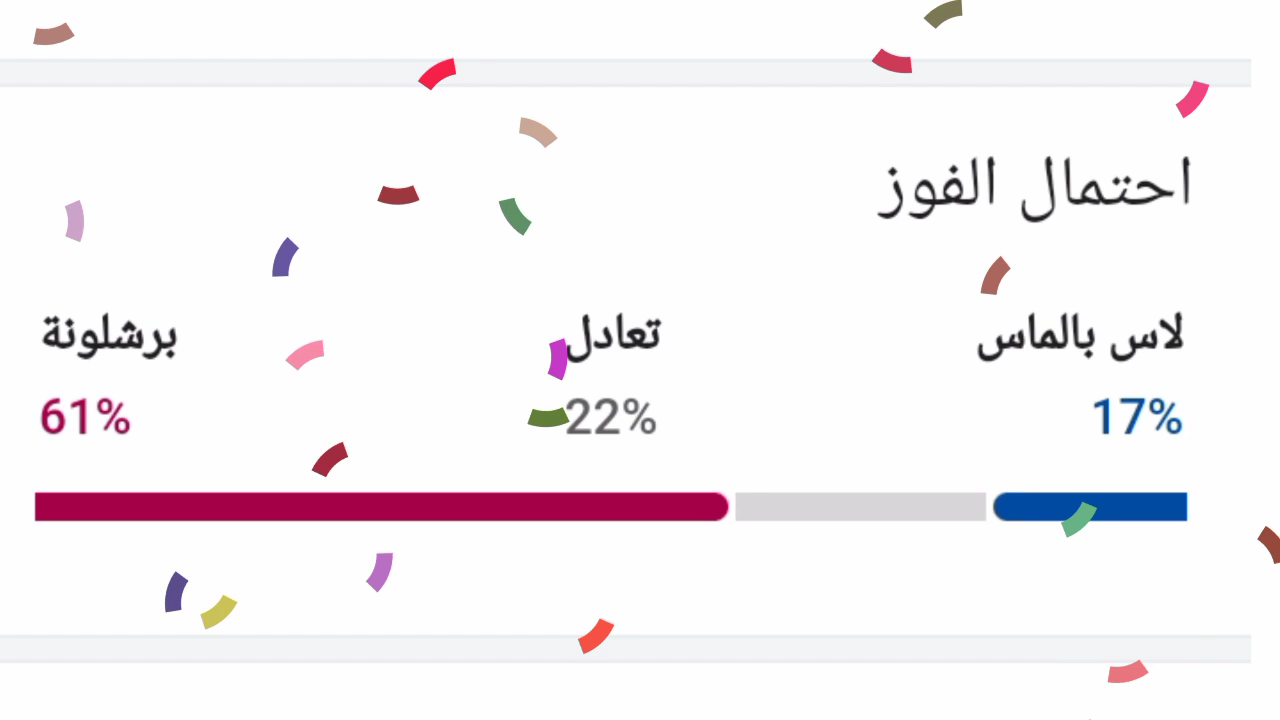 احتمال الفوز
لاس بالماس تعادل برشلونة
17% 22% 61%